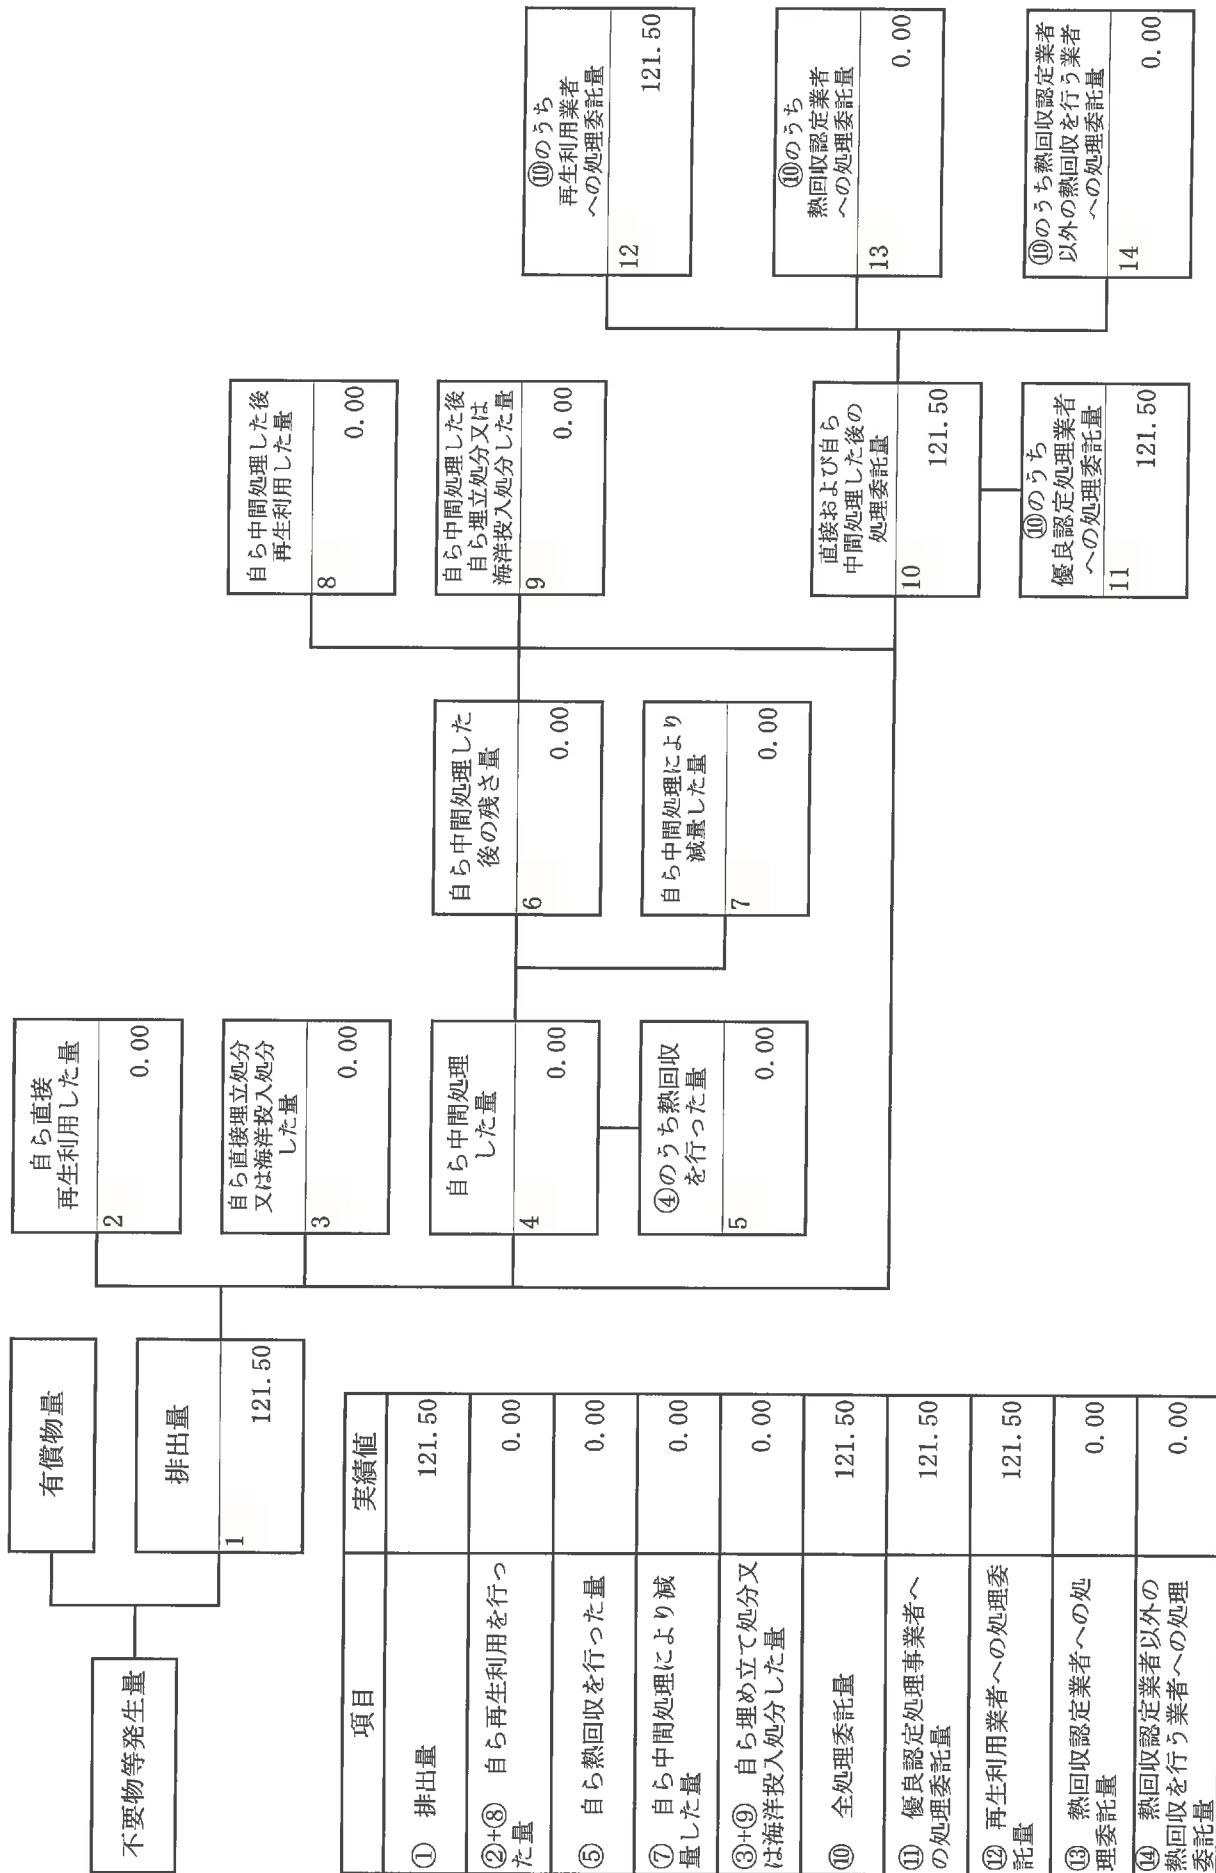 不要物等発生量
有償物量
排出量
1
121.50
自ら直接
再生利用した量
2
0.00
自ら直接埋立処分
又は海洋投入処分
した量
3
0.00
自ら中間処理
した量
4
0.00
④のうち熱回収
を行った量
5
0.00
自ら中間処理した
後の残さ量
6
0.00
自ら中間処理により
減量した量
7
0.00
自ら中間処理した後
再生利用した量
8
0.00
自ら中間処理した後
自ら埋立処分又は
海洋投入処分した量
9
0.00
直接および自ら
中間処理した後の
処理委託量
10
121.50
⑩のうち
優良認定処理業者
への処理委託量
11
121.50
⑩のうち
再生利用業者
への処理委託量
12
121.50
⑩のうち
熱回収認定業者
への処理委託量
13
0.00
⑩のうち熱回収認定業者
以外の熱回収を行う業者
への処理委託量
14
0.00
項目 実績値
① 排出量 121.50
②+⑧ 自ら再生利用を行っ
た量 0.00
⑤ 自ら熱回収を行った量 0.00
⑦ 自ら中間処理により減
量した量 0.00
③+⑨ 自ら埋め立て処分又
は海洋投入処分した量 0.00
⑩ 全処理委託量 121.50
⑪ 優良認定処理事業者へ
の処理委託量 121.50
⑫ 再生利用業者への処理委
託量 121.50
⑬ 熱回収認定業者への処
理委託量 0.00
⑭ 熱回収認定業者以外の
熱回収を行う業者への処理
委託量 0.00